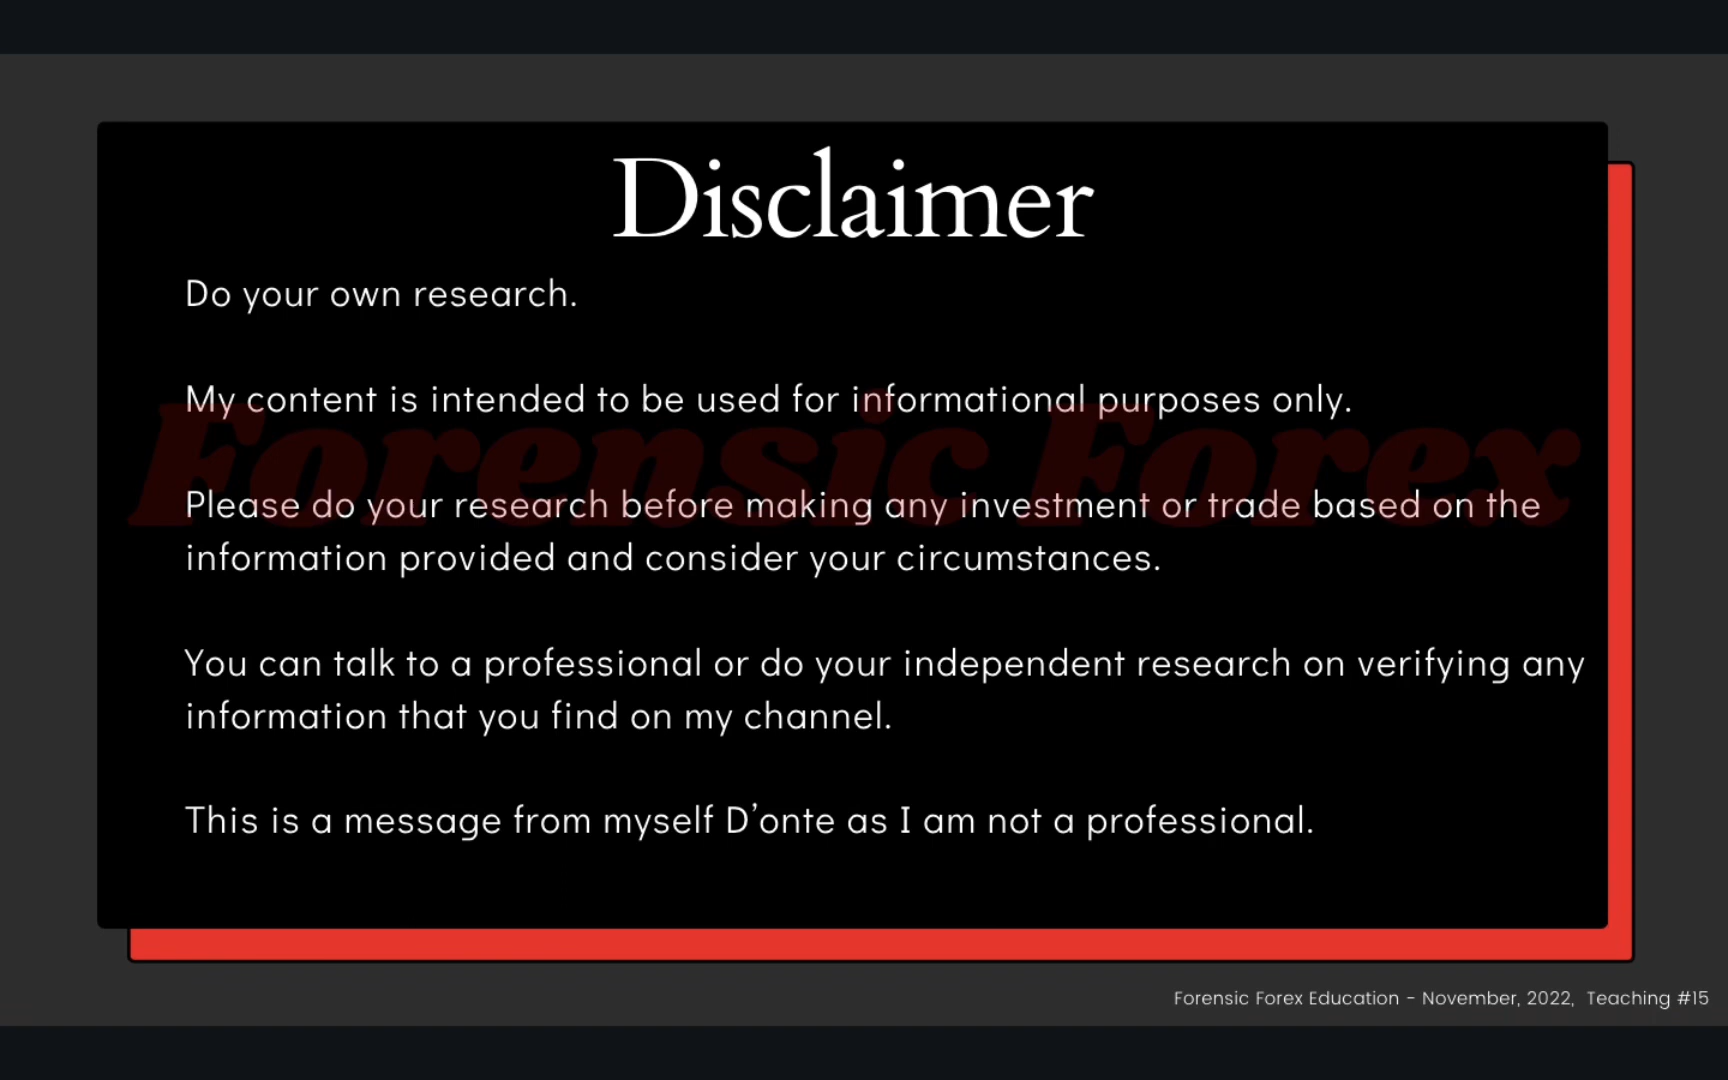 Disclaimer
Do your own research.
My content is intended to be used for informational purposes only.
Forensic Forex
Please do your research before making any investment or trade based on the
information provided and consider your circumstances.
You can talk to a professional or do your independent research on verifying any
information that you find on my channel.
This is a message from myself D’onte as I am not a professional.
Forensic Forex Education - November, 2022, Teaching #15